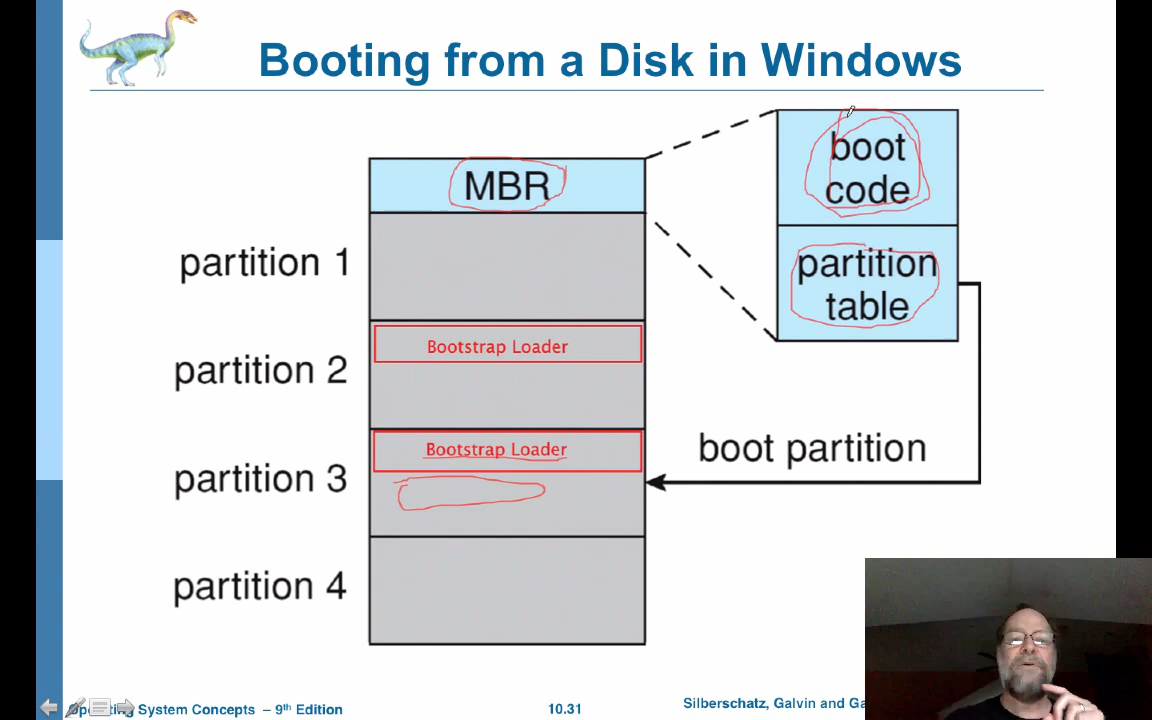 Booting from a Disk in Windows
MBR
boot
code
partition
table
partition 1
Bootstrap Loader
partition 2
Bootstrap Loader
partition 3
boot partition
partition 4
Operating System Concepts – 9th Edition
10.31
Silberschatz, Galvin and